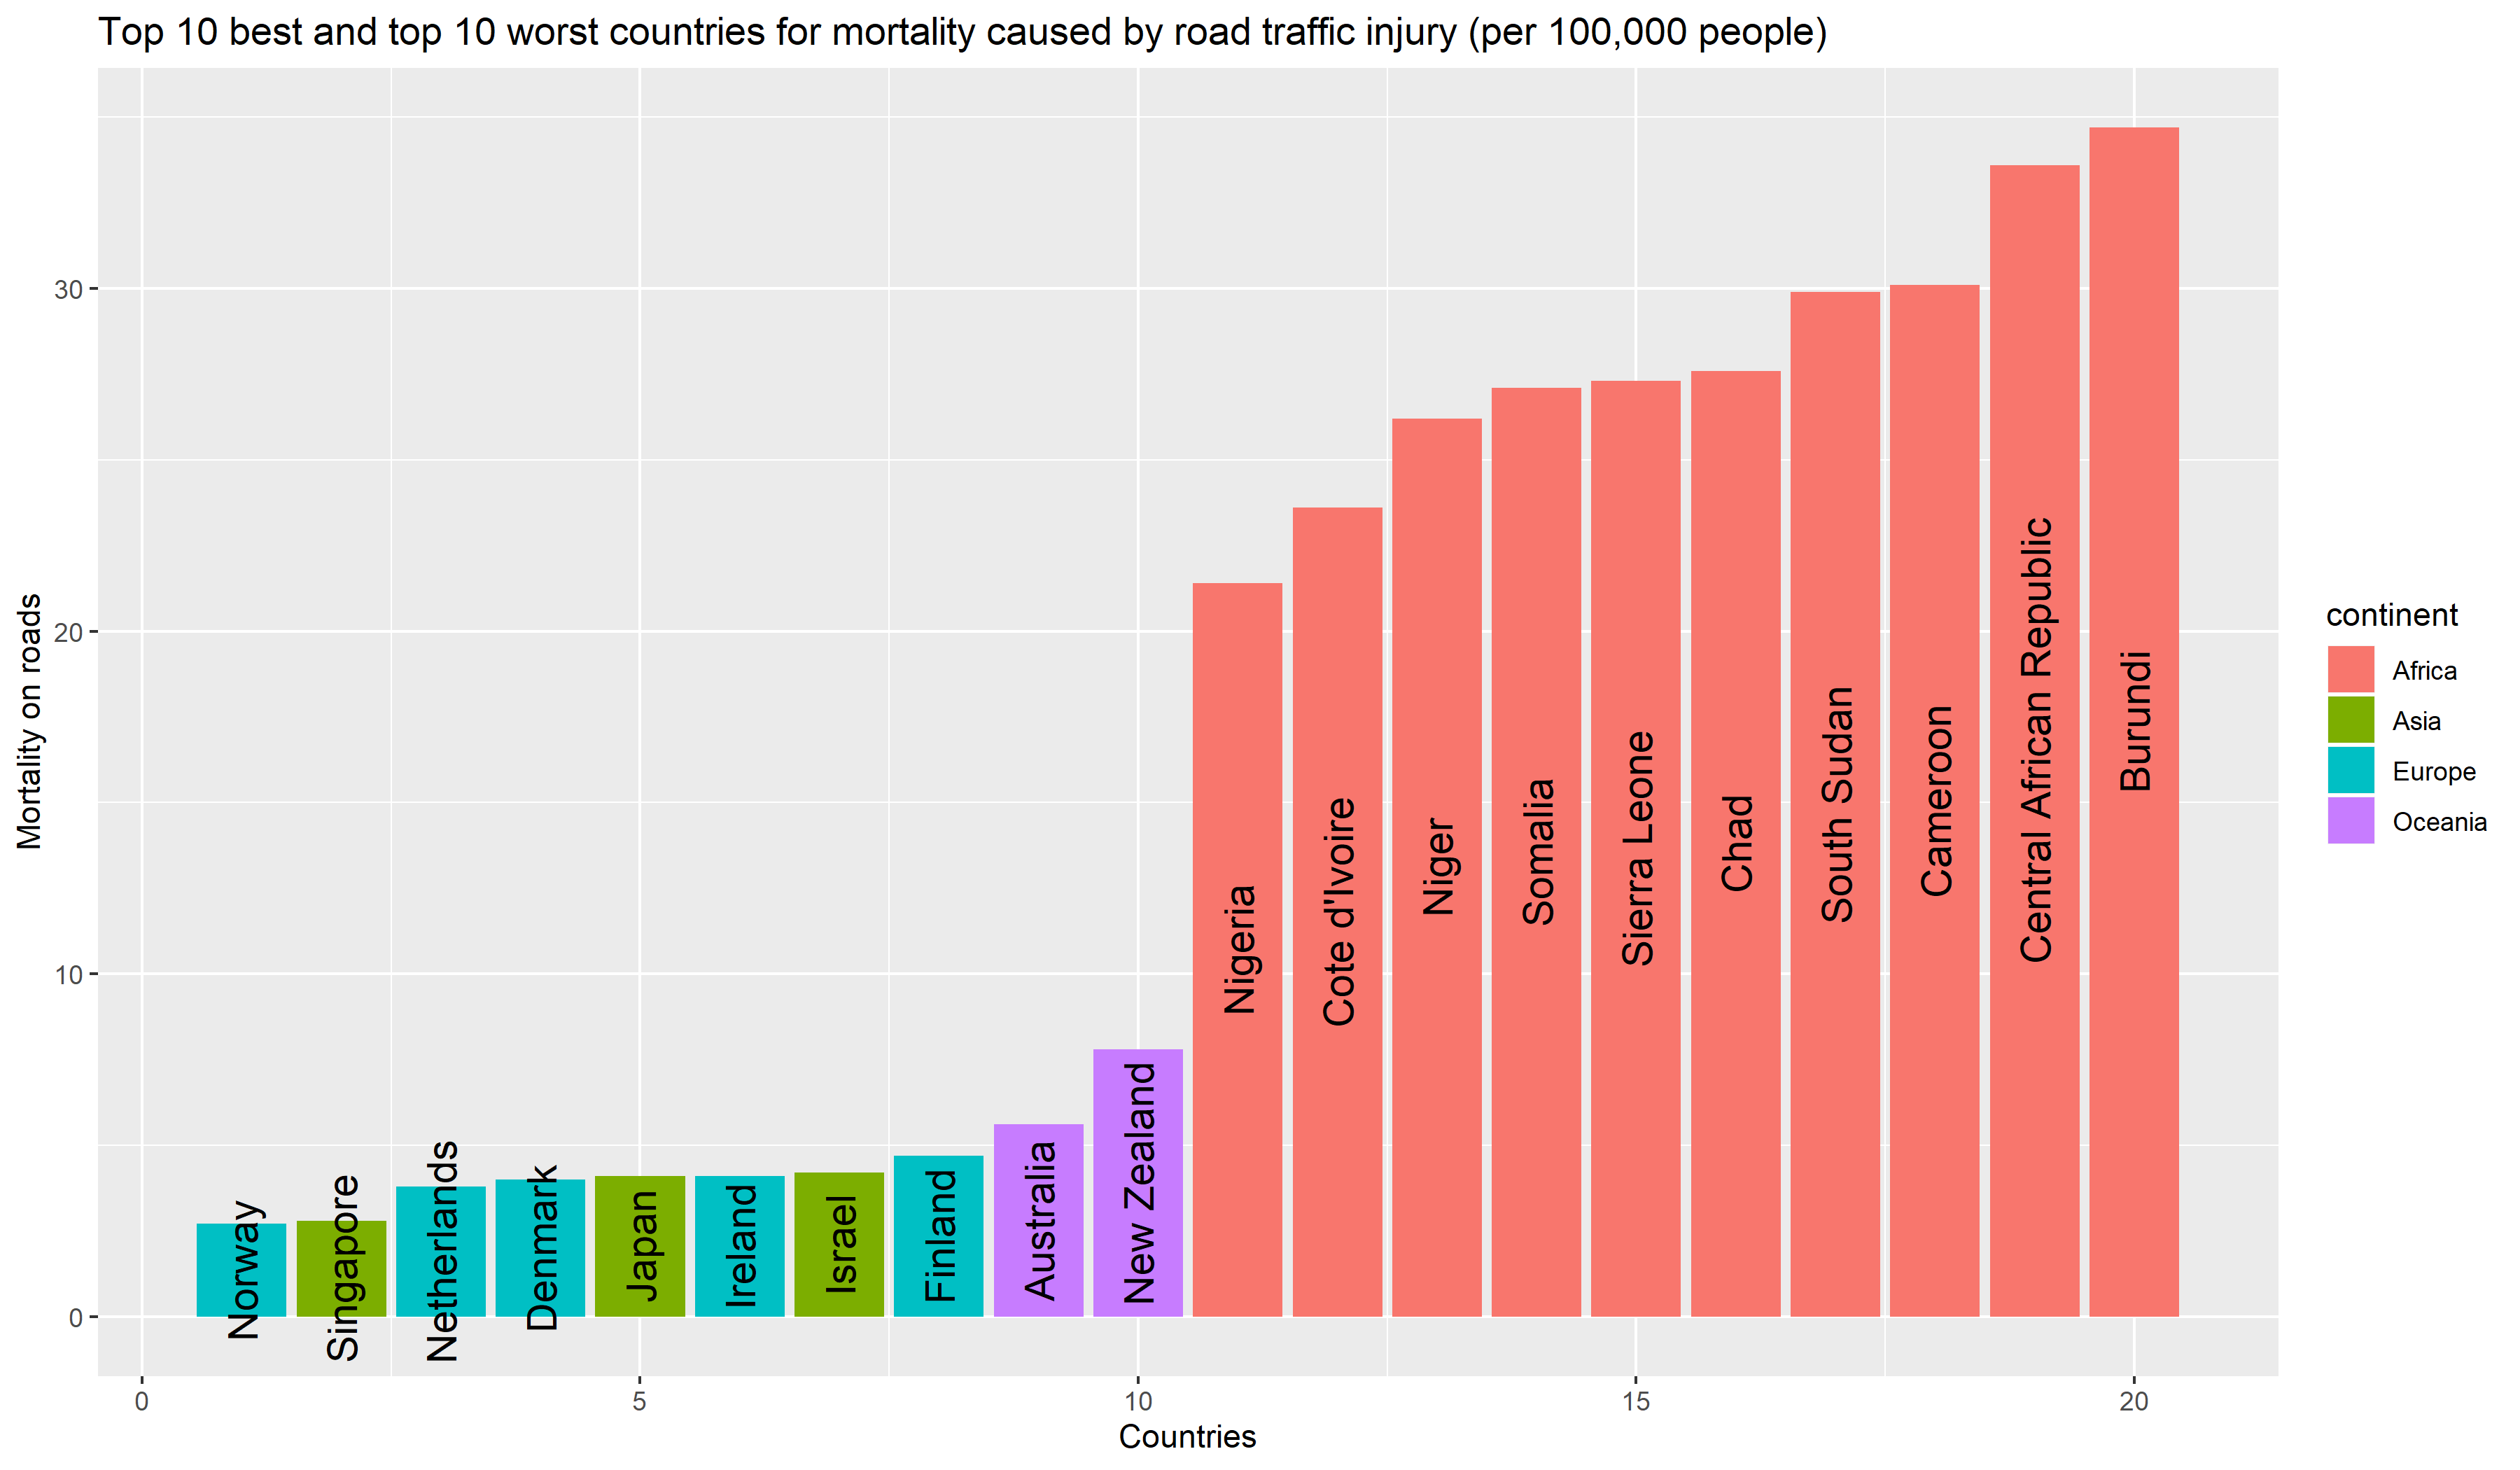 Top 10 best and top 10 worst countries for mortality caused by road traffic injury (per 100,000 people)
Mortality on roads
30
20
10
0
Norway
Singapore
Netherlands
Denmark
Japan
Ireland
Israel
Finland
Australia
New Zealand
Nigeria
Cote d'Ivoire
Niger
Somalia
Sierra Leone
Chad
South Sudan
Cameroon
Central African Republic
Burundi
0
5
10
15
20
Countries
continent
Africa
Asia
Europe
Oceania